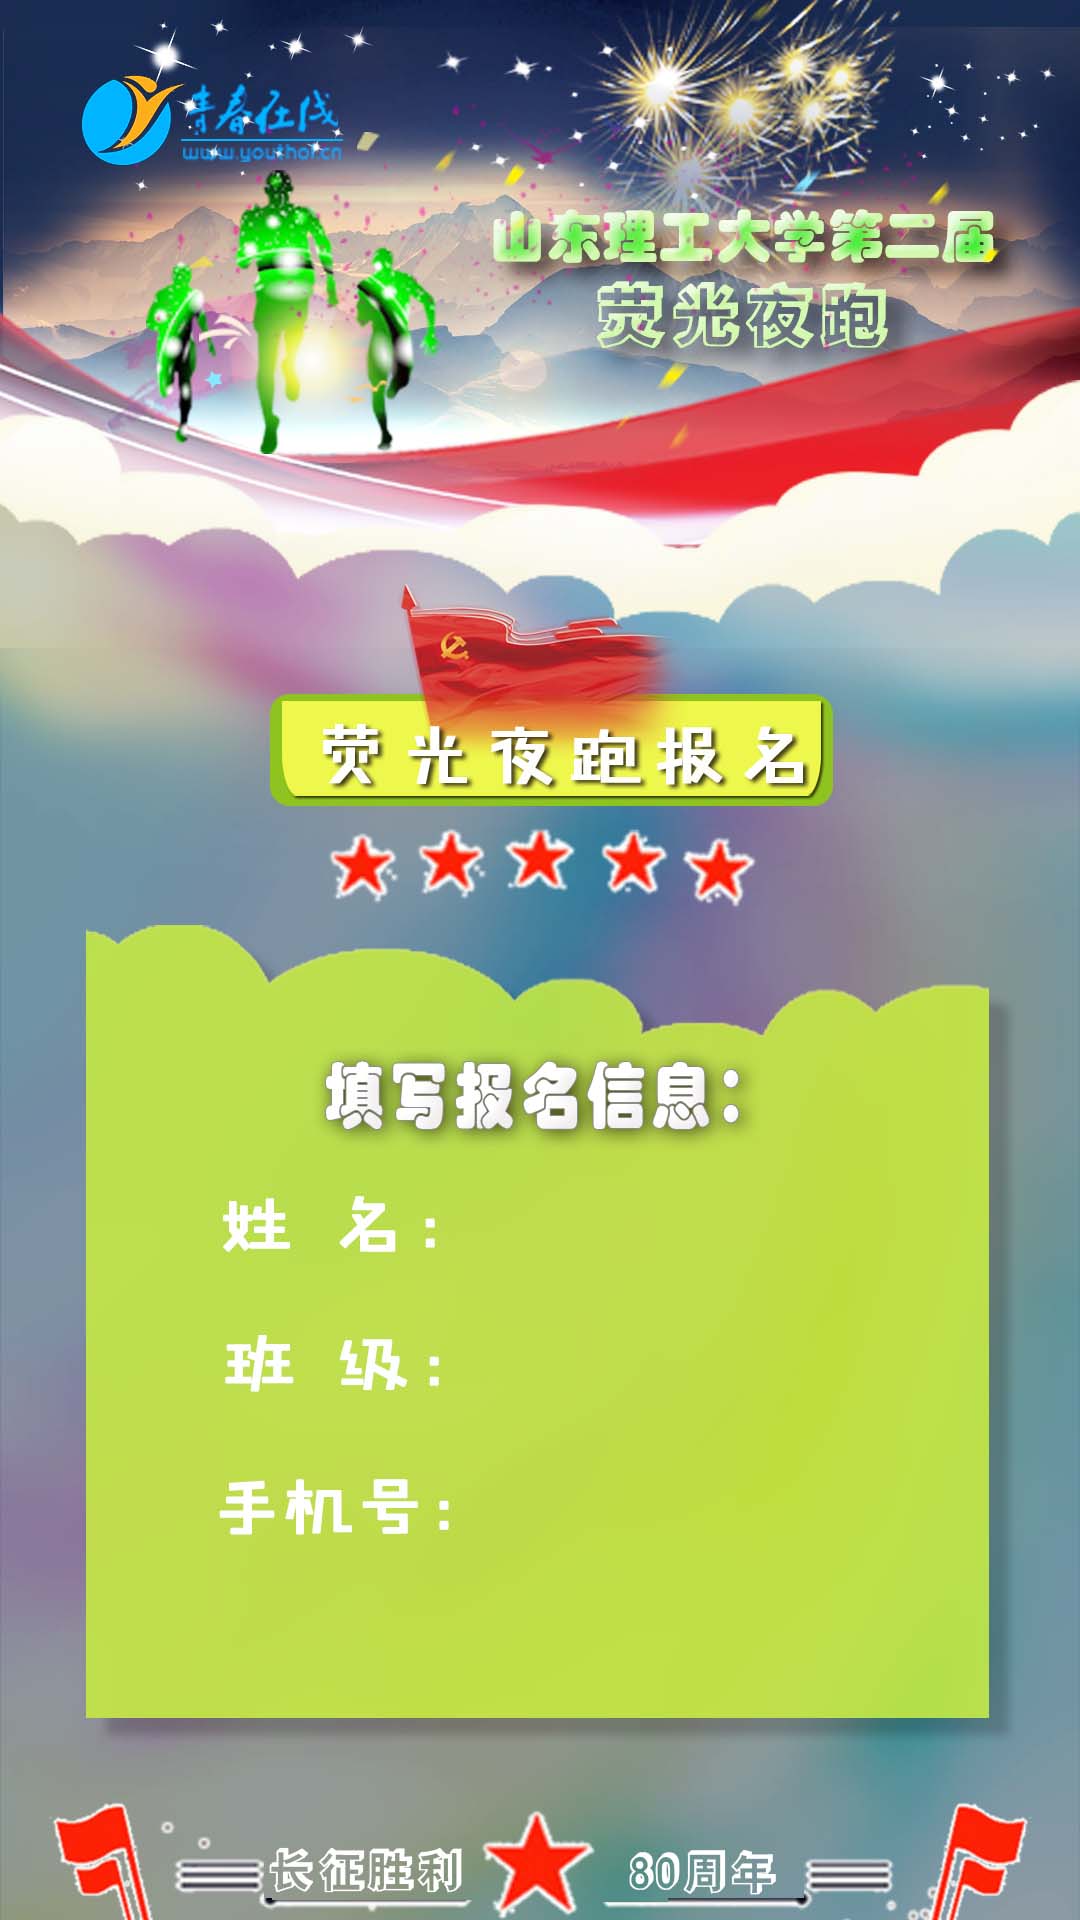 青春在线
www.youthol.cn
山东理工大学第二届
荧光夜跑
荧光夜跑报名
填写报名信息：
姓 名：
班 级：
手机号：
长征胜利 80周年